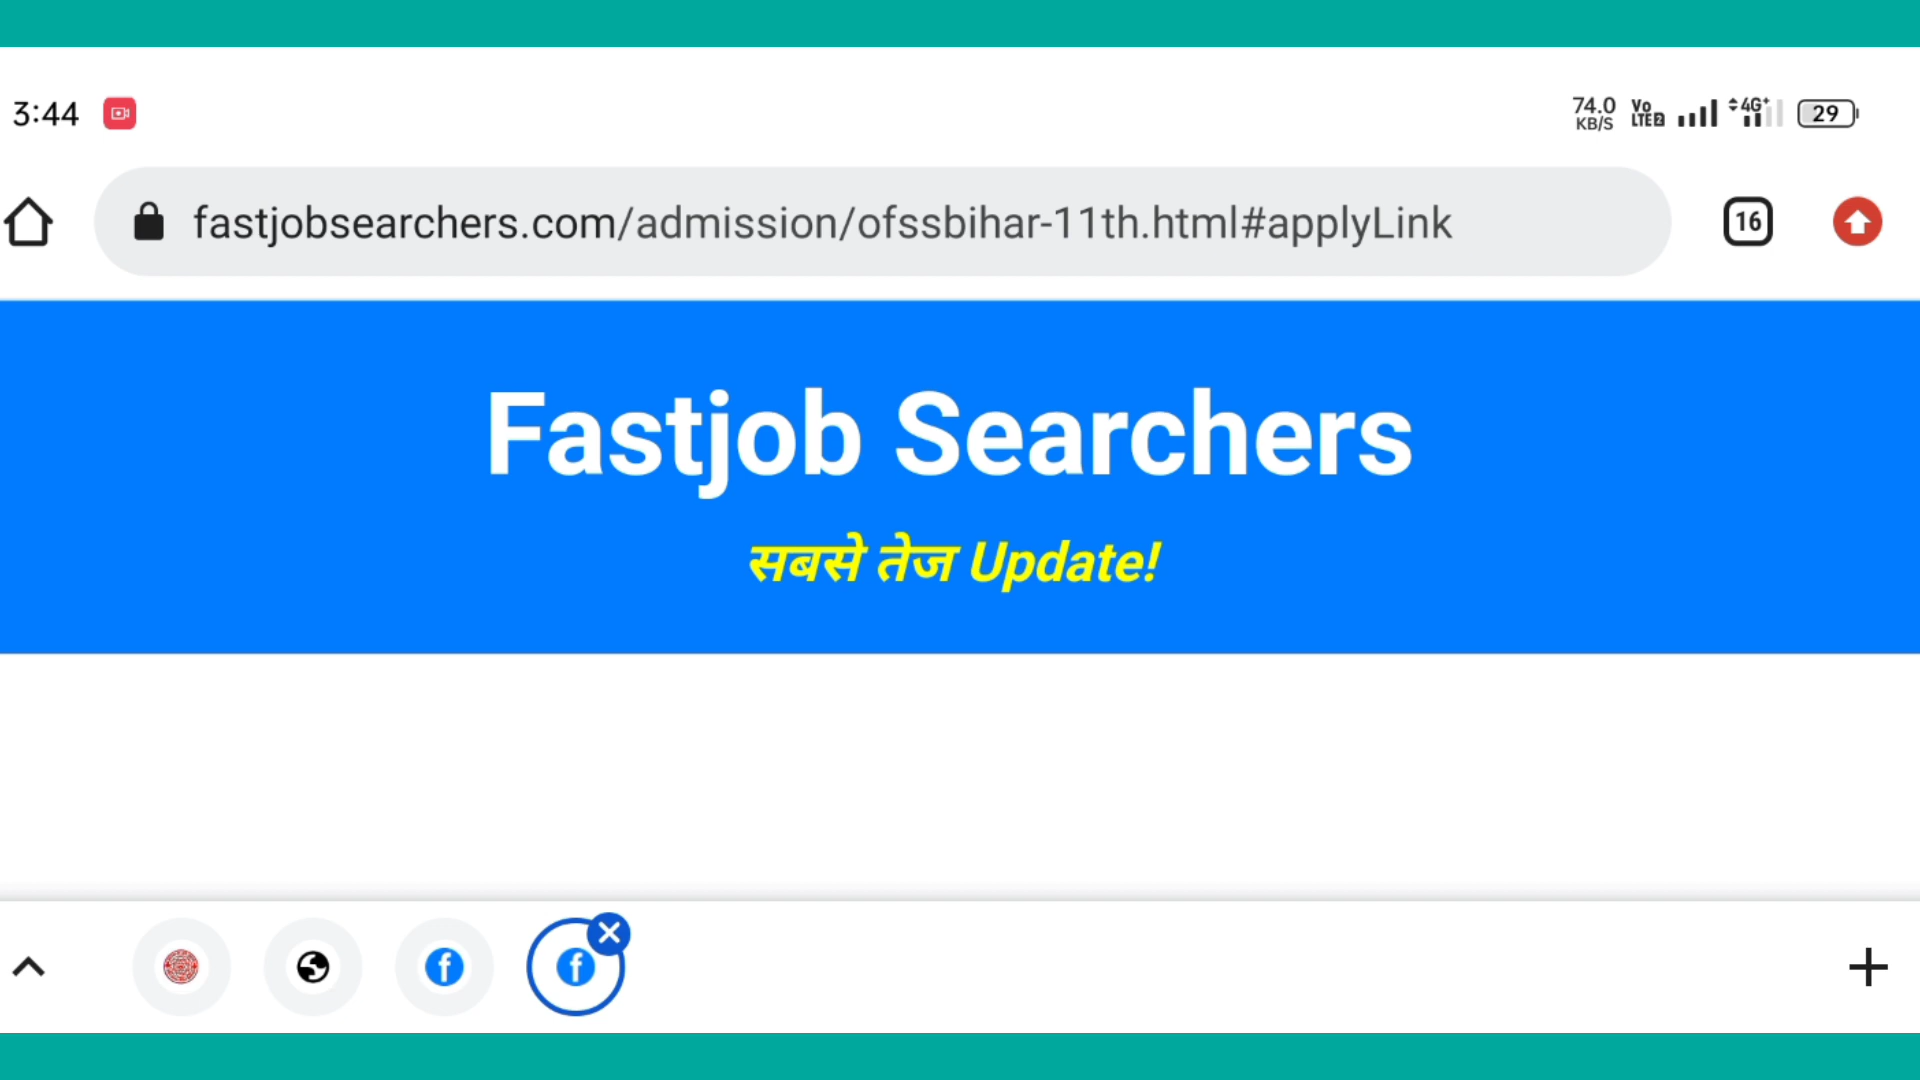 3:44
74.0 KB/S
Vo LTE 2
4G+
29
fastjobsearchers.com/admission/ofssbihar-11th.html#applyLink
16
Fastjob Searchers
सबसे तेज Update!